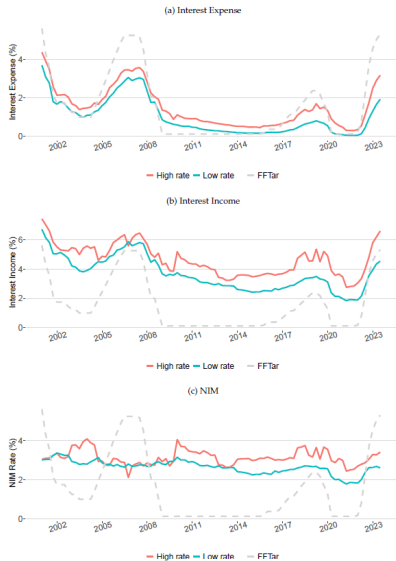 (a) Interest Expense
Interest Expense (%)
4-
2-
0-
2002 2005 2008 2011 2014 2017 2020 2023
High rate Low rate FFTar
(b) Interest Income
Interest Income (%)
6-
4-
2-
0-
2002 2005 2008 2011 2014 2017 2020 2023
High rate Low rate FFTar
(c) NIM
NIM Rate (%)
4-
2-
0-
2002 2005 2008 2011 2014 2017 2020 2023
High rate Low rate FFTar